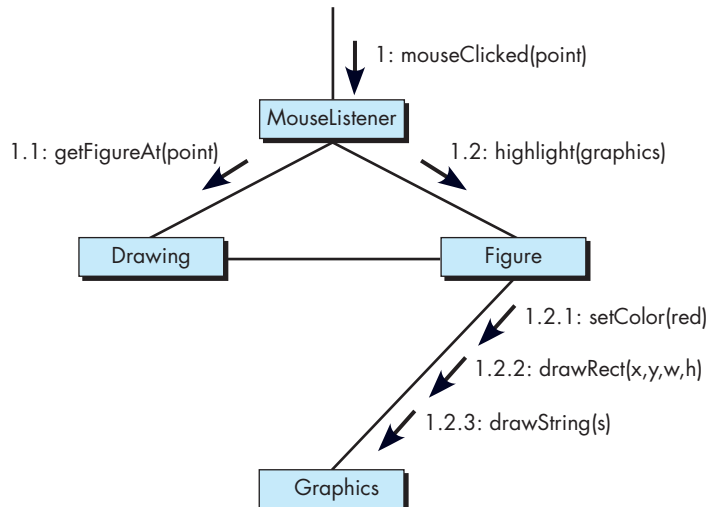 1: mouseClicked(point)
MouseListener
1.1: getFigureAt(point)
1.2: highlight(graphics)
Drawing
Figure
1.2.1: setColor(red)
1.2.2: drawRect(x,y,w,h)
1.2.3: drawString(s)
Graphics